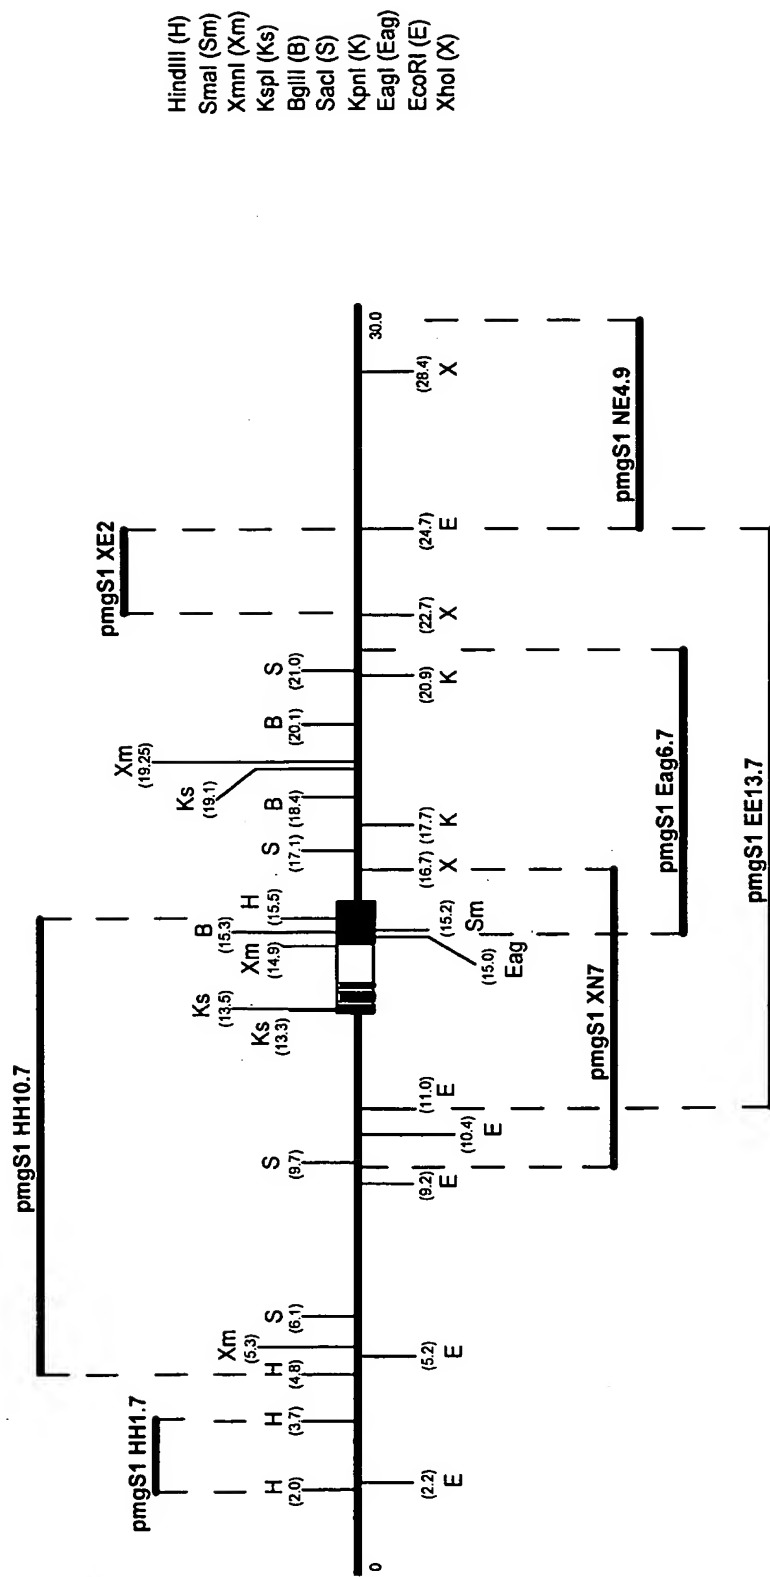 HindIII (H)
SmaI (Sm)
XmnI (Xm)
KspI (Ks)
BglII (B)
SacI (S)
KpnI (K)
EagI (Eag)
EcoRI (E)
XhoI (X)
pmgS1 HH10.7
pmgS1 HH1.7
pmgS1 XE2
H
(2.0)
H
(3.7)
H
(4.8)
Xm
(5.3)
S
(6.1)
S
(9.7)
Ks
(13.3)
Ks
(13.5)
Xm
(14.9)
B
(15.3)
H
(15.5)
S
(17.1)
B
(18.4)
Ks
(19.1)
Xm
(19.25)
B
(20.1)
S
(21.0)
0
30.0
(2.2)
E
(5.2)
E
(9.2)
E
(10.4)
E
(11.0)
E
(15.0)
Eag
(15.2)
Sm
(16.7)
X
(17.7)
K
(20.9)
K
(22.7)
X
(24.7)
E
(28.4)
X
pmgS1 XN7
pmgS1 NE4.9
pmgS1 Eag6.7
pmgS1 EE13.7